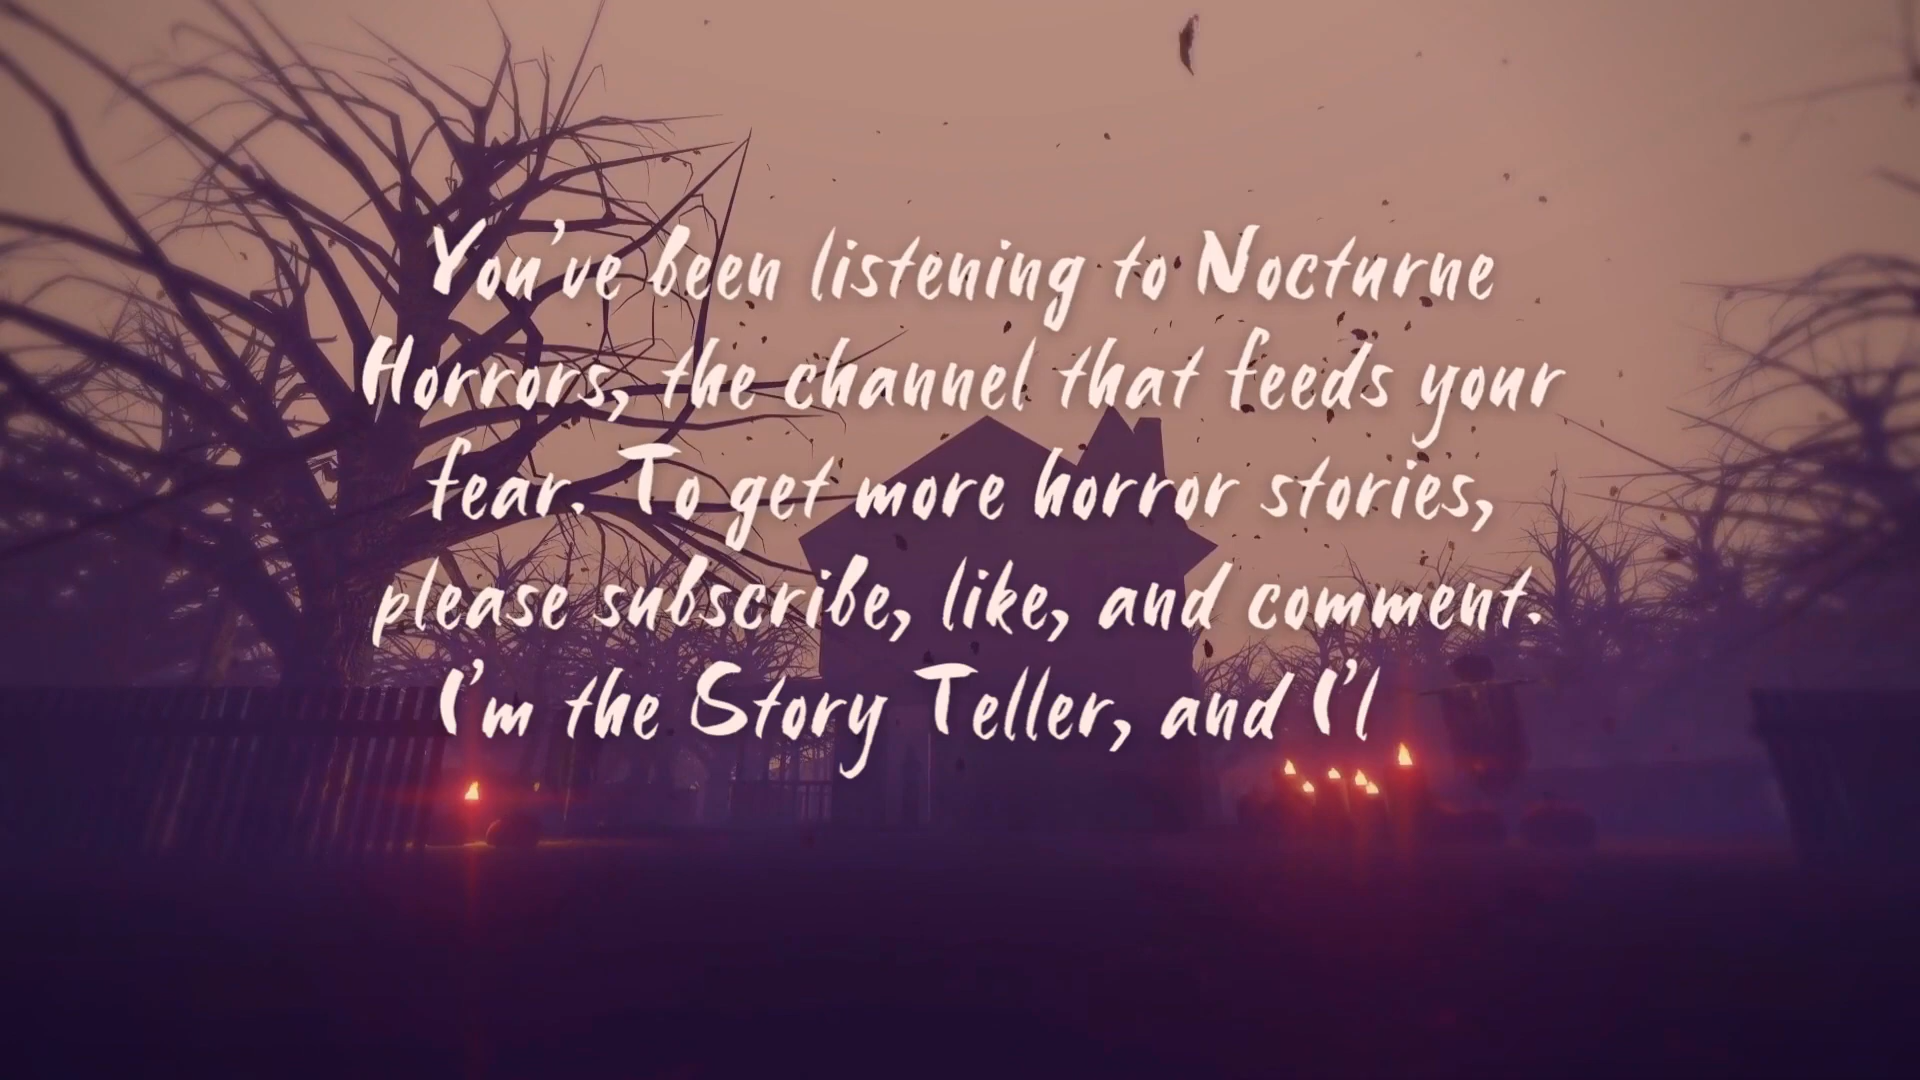 You've been listening to Nocturne
Horrors, the channel that feeds your
fear. To get more horror stories,
please subscribe, like, and comment.
I'm the Story Teller, and I'l